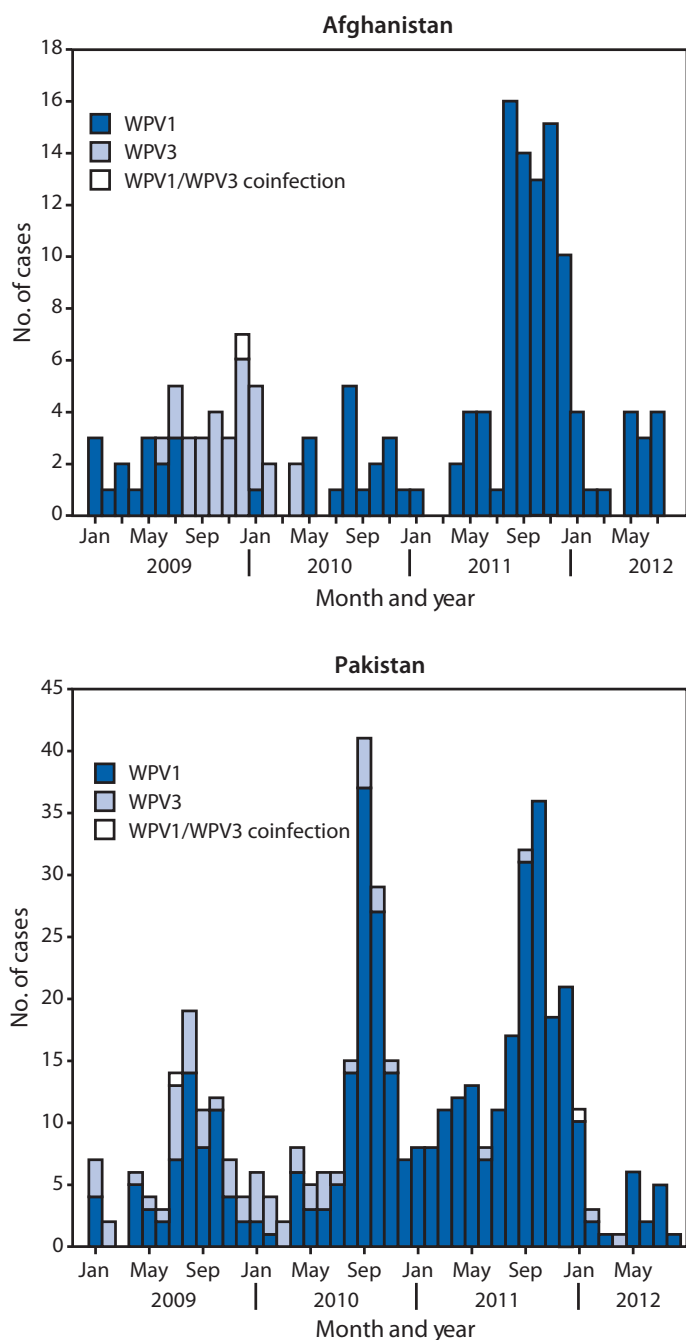 Afghanistan
18
16
14
12
10
8
6
4
2
0
No. of cases
WPV1
WPV3
WPV1/WPV3 coinfection
Jan May Sep Jan May Sep Jan May Sep Jan May
2009 2010 2011 2012
Month and year
Pakistan
45
40
35
30
25
20
15
10
5
0
No. of cases
WPV1
WPV3
WPV1/WPV3 coinfection
Jan May Sep Jan May Sep Jan May Sep Jan May
2009 2010 2011 2012
Month and year